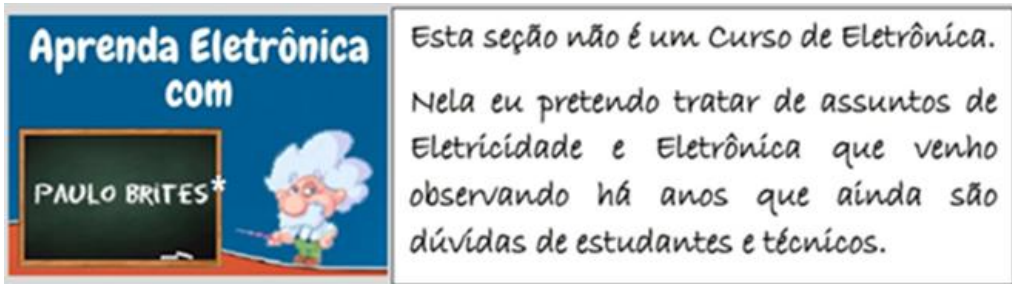 Aprenda Eletrônica
com
PAULO BRITES*
Esta seção não é um Curso de Eletrônica.
Nela eu pretendo tratar de assuntos de
Eletricidade e Eletrônica que venho
observando há anos que ainda são
dúvidas de estudantes e técnicos.